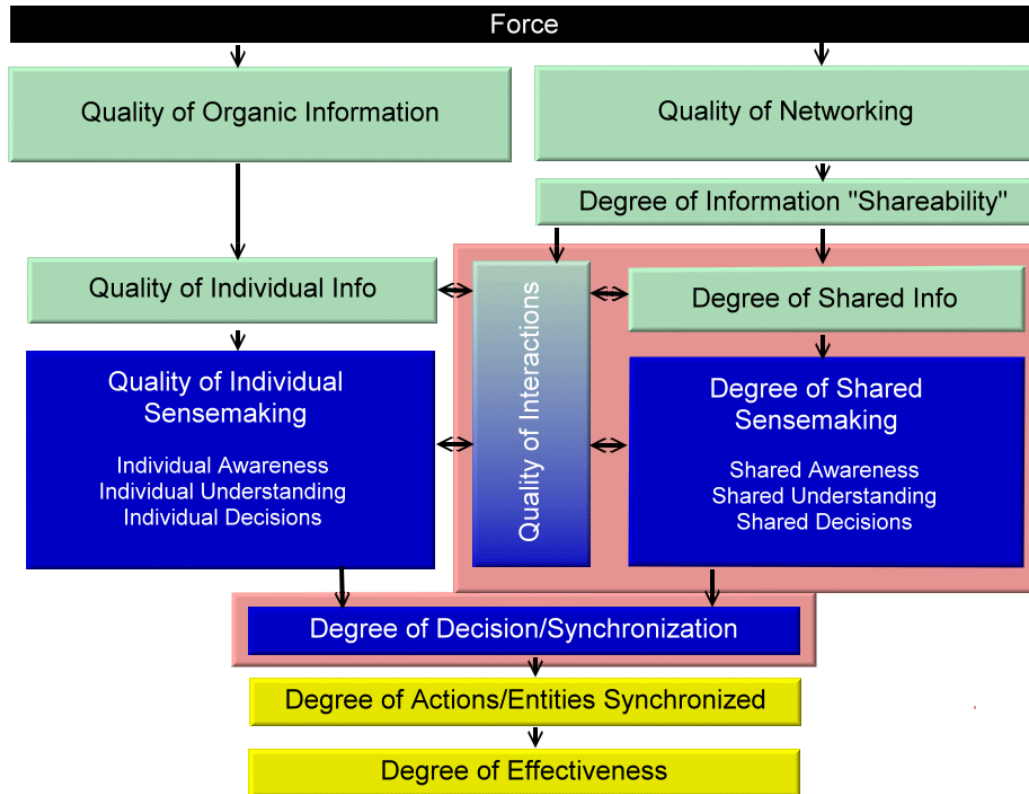 Force
Quality of Organic Information
Quality of Networking
Degree of Information "Shareability"
Quality of Individual Info
Quality of Interactions
Degree of Shared Info
Quality of Individual
Sensemaking
Individual Awareness
Individual Understanding
Individual Decisions
Degree of Shared
Sensemaking
Shared Awareness
Shared Understanding
Shared Decisions
Degree of Decision/Synchronization
Degree of Actions/Entities Synchronized
Degree of Effectiveness